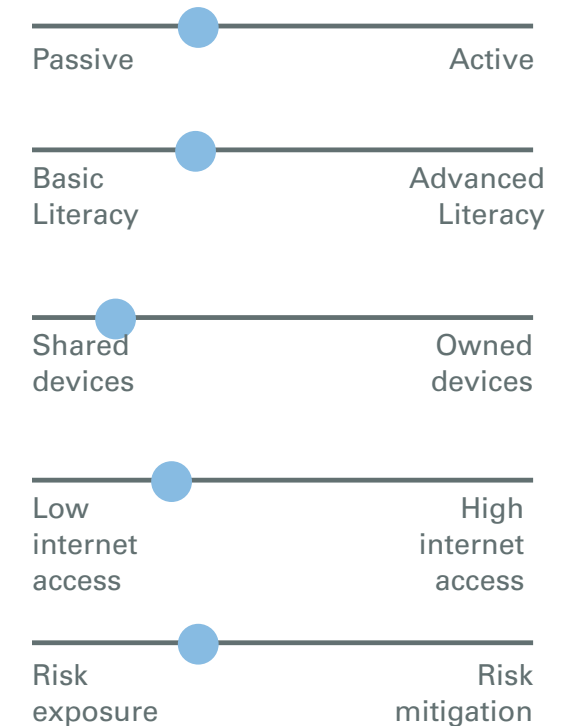 Passive
Active
Basic
Literacy
Advanced
Literacy
Shared
devices
Owned
devices
Low
internet
access
High
internet
access
Risk
exposure
Risk
mitigation